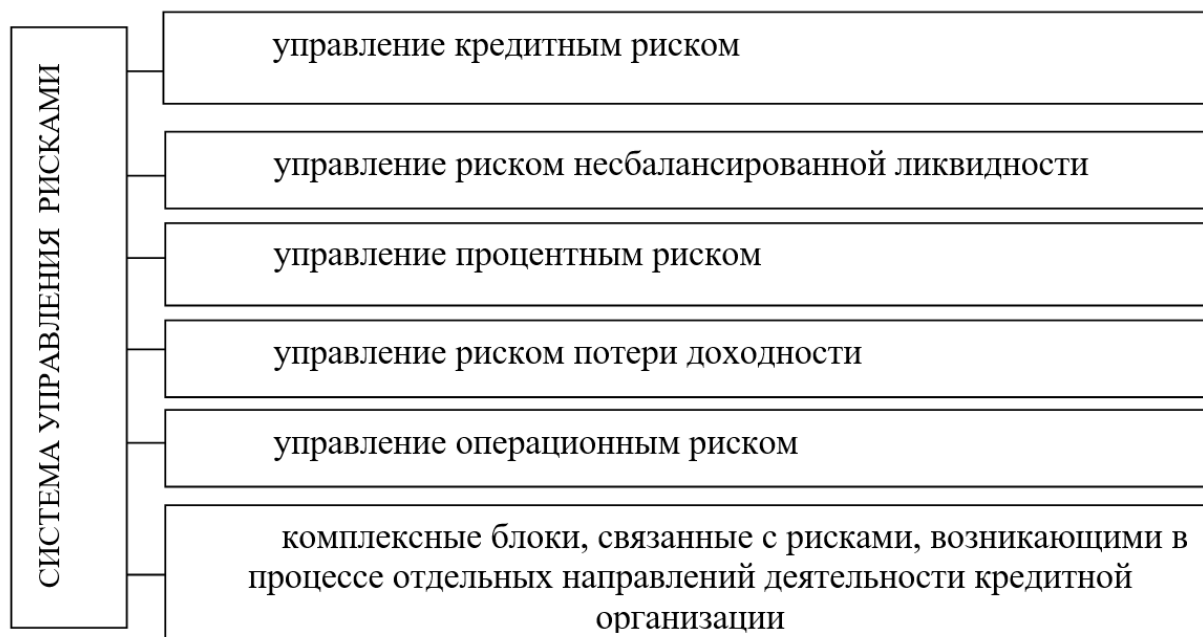 СИСТЕМА УПРАВЛЕНИЯ РИСКАМИ
управление кредитным риском
управление риском несбалансированной ликвидности
управление процентным риском
управление риском потери доходности
управление операционным риском
комплексные блоки, связанные с рисками, возникающими в
процессе отдельных направлений деятельности кредитной
организации